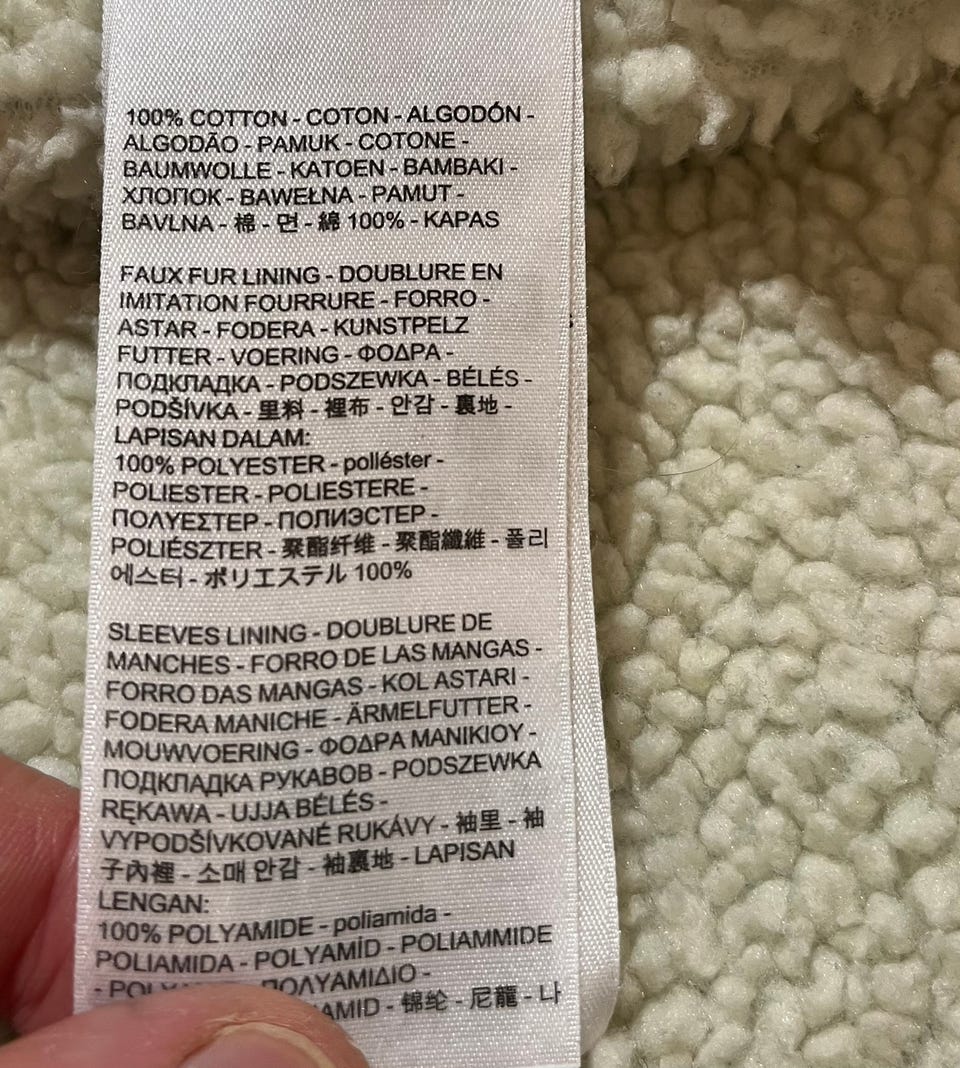 100% COTTON - COTON - ALGODÓN -
ALGODÃO - PAMUK - COTONE -
BAUMWOLLE - KATOEN - BAMBAKI -
ХЛОПОК - BAWEŁNA - PAMUT -
BAVLNA - 棉 - 면 - 綿 100% - KAPAS
FAUX FUR LINING - DOUBLURE EN
IMITATION FOURRURE - FORRO -
ASTAR - FODERA - KUNSTPELZ
FUTTER - VOERING - ΦΟΔΡΑ -
ПОДКЛАДКА - PODSZEWKA - BÉLÉS -
PODŠÍVKA - 里料 - 裡布 - 안감 - 裏地 -
LAPISAN DALAM:
100% POLYESTER - polléster -
POLIESTER - POLIESTERE -
ΠΟΛΥΕΣΤΕΡ - ПОЛИЭСТЕР -
POLIÉSZTER - 聚酯纤维 - 聚酯纖維 - 폴리
에스터 - ポリエステル 100%
SLEEVES LINING - DOUBLURE DE
MANCHES - FORRO DE LAS MANGAS -
FORRO DAS MANGAS - KOL ASTARI -
FODERA MANICHE - ÄRMELFUTTER -
MOUWVOERING - ΦΟΔΡΑ ΜΑΝΙΚΙΟΥ -
ПОДКЛАДКА РУКАВОВ - PODSZEWKA
RĘKAWA - UJJA BÉLÉS -
VYPODŠÍVKOVANÉ RUKÁVY - 袖里 - 袖
子內裡 - 소매 안감 - 袖裏地 - LAPISAN
LENGAN:
100% POLYAMIDE - poliamida -
POLIAMIDA - POLYAMÍD - POLIAMMIDE
- ΠΟΛΥΑΜΙΔΙΟ -
AMID - 锦纶 - 尼龍 - 나